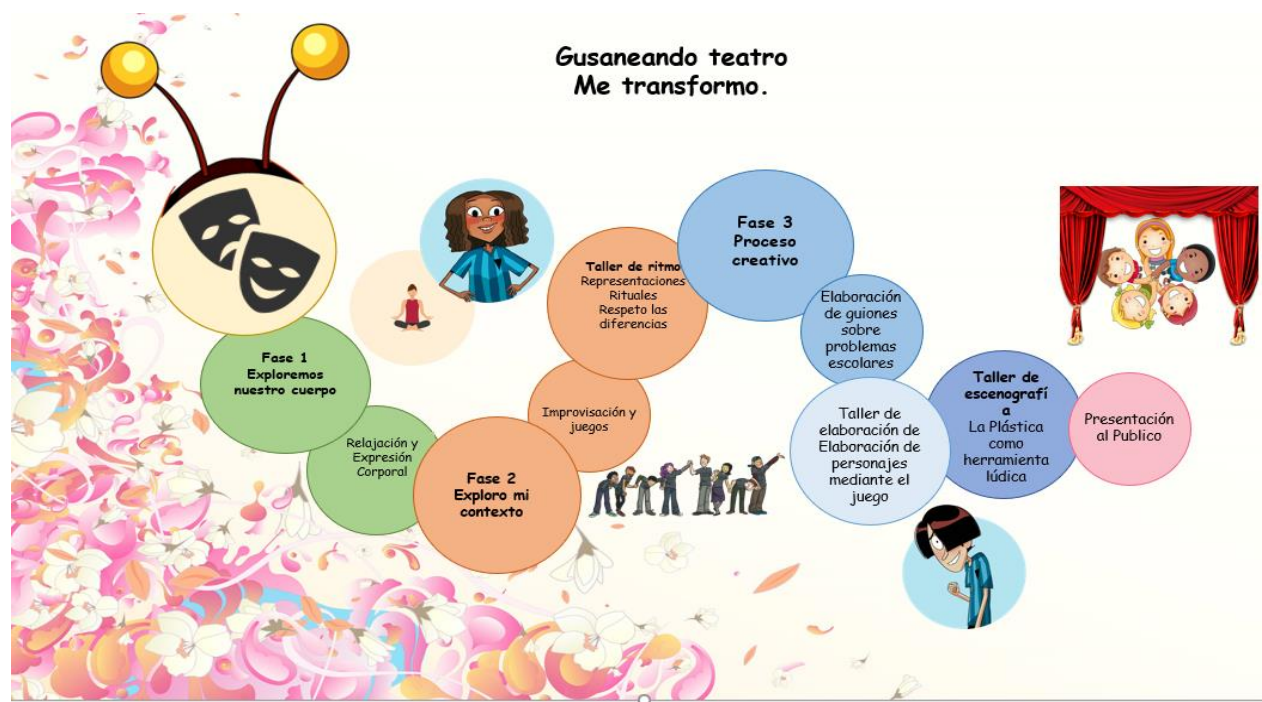 Gusaneando teatro
Me transformo.
Fase 1
Exploremos
nuestro cuerpo
Relajación y
Expresión
Corporal
Fase 2
Exploro mi
contexto
Improvisación y
juegos
Taller de ritmo
Representaciones
Rituales
Respeto las
diferencias
Fase 3
Proceso
creativo
Elaboración
de guiones
sobre
problemas
escolares
Taller de
elaboración de
Elaboración de
personajes
mediante el
juego
Taller de
escenografí
a
La Plástica
como
herramienta
lúdica
Presentación
al Publico